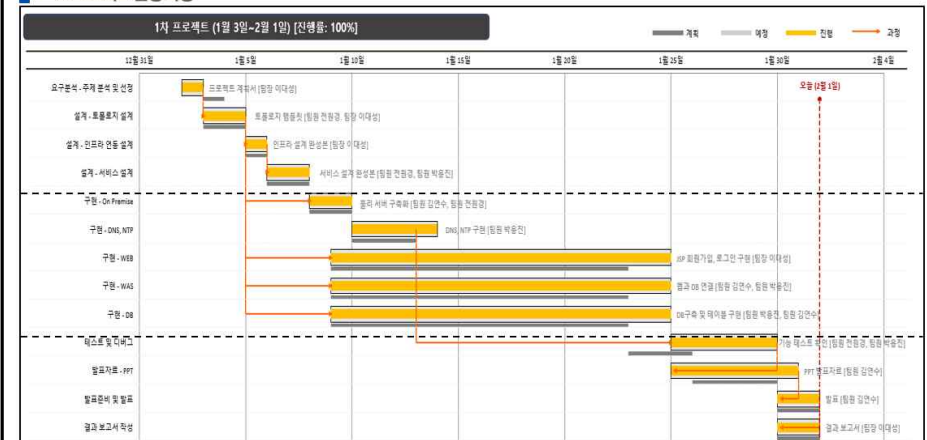 1차 프로젝트 (1월 3일~2월 1일) [진행률: 100%]
계획 예정 진행 과정
12월 31일 1월 5일 1월 10일 1월 15일 1월 20일 1월 25일 1월 30일 2월 4일
오늘 (2월 1일)
요구분석 - 주제 분석 및 선정 프로젝트 계획서 [팀장 이대성]
설계 - 토폴로지 설계 토폴로지 템플릿 [팀원 전원경, 팀장 이대성]
설계 - 인프라 연동 설계 인프라 설계 완성본 [팀장 이대성]
설계 - 서비스 설계 서비스 설계 완성본 [팀원 전원경, 팀원 박용진]
구현 - On Premise 물리 서버 구축화 [팀원 김연수, 팀원 전원경]
구현 - DNS, NTP DNS, NTP 구현 [팀원 박용진]
구현 - WEB JSP 회원가입, 로그인 구현 [팀장 이대성]
구현 - WAS 웹과 DB 연결 [팀원 김연수, 팀원 박용진]
구현 - DB DB구축 및 테이블 구현 [팀원 박용진, 팀원 김연수]
테스트 및 디버그 기능 테스트 확인 [팀원 전원경, 팀원 박용진]
발표자료 - PPT PPT 발표자료 [팀원 김연수]
발표준비 및 발표 발표 [팀원 김연수]
결과 보고서 작성 결과 보고서 [팀장 이대성]